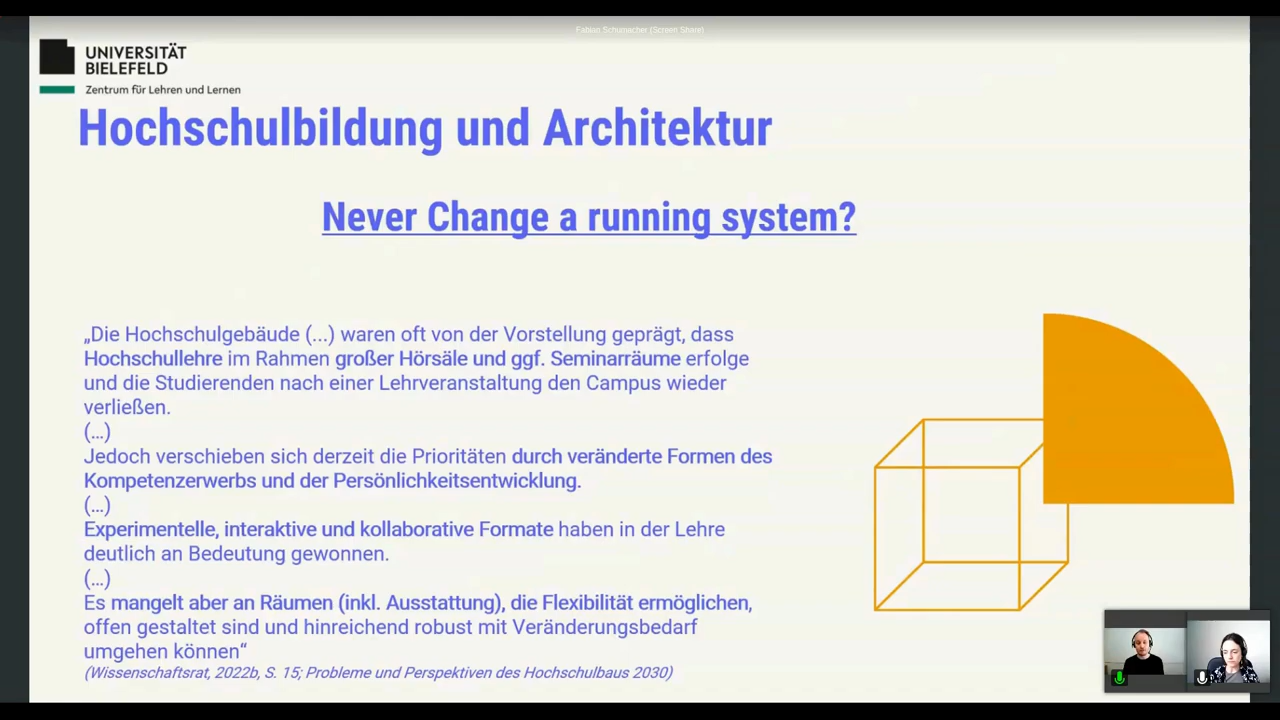 Fabian Schumacher (Screen Share)
UNIVERSITÄT
BIELEFELD
Zentrum für Lehren und Lernen
Hochschulbildung und Architektur
Never Change a running system?
„Die Hochschulgebäude (...) waren oft von der Vorstellung geprägt, dass
Hochschullehre im Rahmen großer Hörsäle und ggf. Seminarräume erfolge
und die Studierenden nach einer Lehrveranstaltung den Campus wieder
verließen.
(…)
Jedoch verschieben sich derzeit die Prioritäten durch veränderte Formen des
Kompetenzerwerbs und der Persönlichkeitsentwicklung.
(…)
Experimentelle, interaktive und kollaborative Formate haben in der Lehre
deutlich an Bedeutung gewonnen.
(…)
Es mangelt aber an Räumen (inkl. Ausstattung), die Flexibilität ermöglichen,
offen gestaltet sind und hinreichend robust mit Veränderungsbedarf
umgehen können“
(Wissenschaftsrat, 2022b, S. 15; Probleme und Perspektiven des Hochschulbaus 2030)